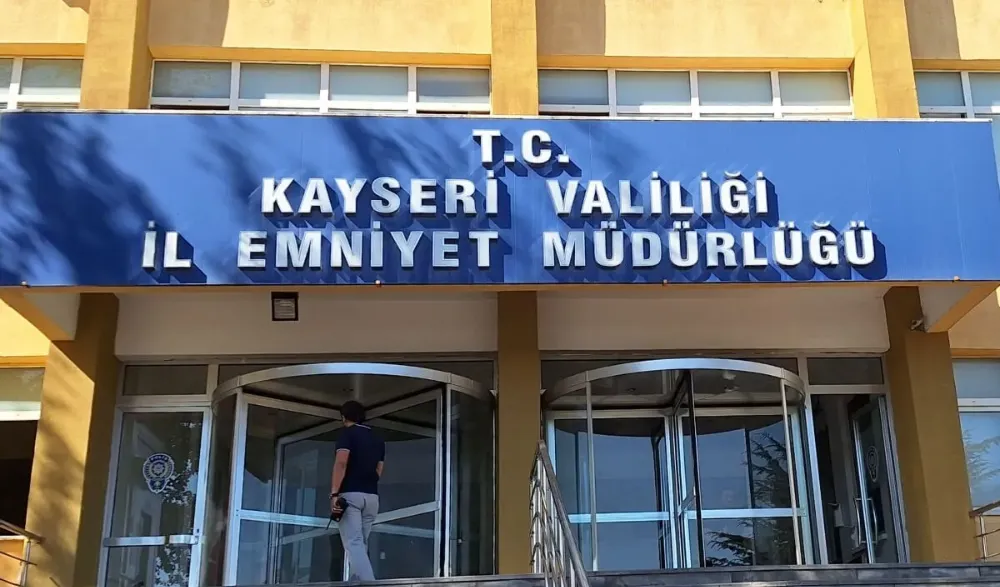 T.C.
KAYSERİ VALİLİĞİ
İL EMNİYET MÜDÜRLÜĞÜ